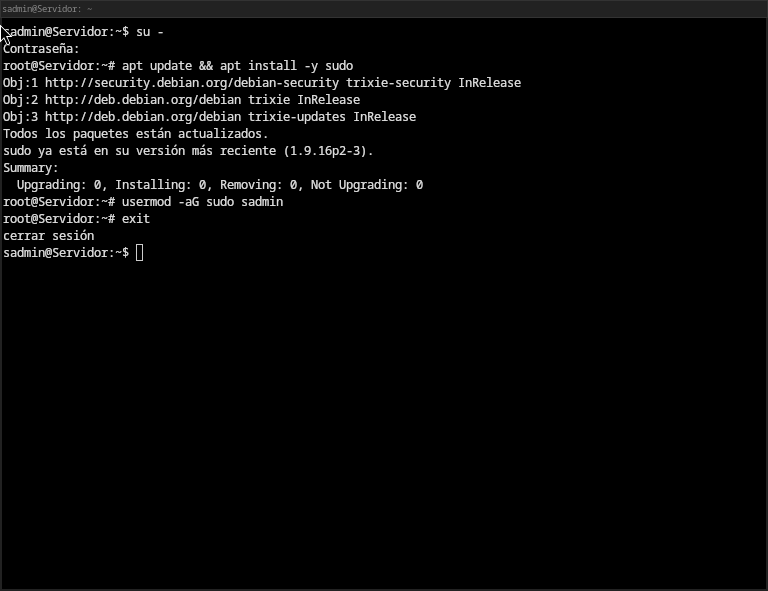 sadmin@Servidor: ~
sadmin@Servidor:~$ su -
Contraseña:
root@Servidor:~# apt update && apt install -y sudo
Obj:1 http://security.debian.org/debian-security trixie-security InRelease
Obj:2 http://deb.debian.org/debian trixie InRelease
Obj:3 http://deb.debian.org/debian trixie-updates InRelease
Todos los paquetes están actualizados.
sudo ya está en su versión más reciente (1.9.16p2-3).
Summary:
  Upgrading: 0, Installing: 0, Removing: 0, Not Upgrading: 0
root@Servidor:~# usermod -aG sudo sadmin
root@Servidor:~# exit
cerrar sesión
sadmin@Servidor:~$